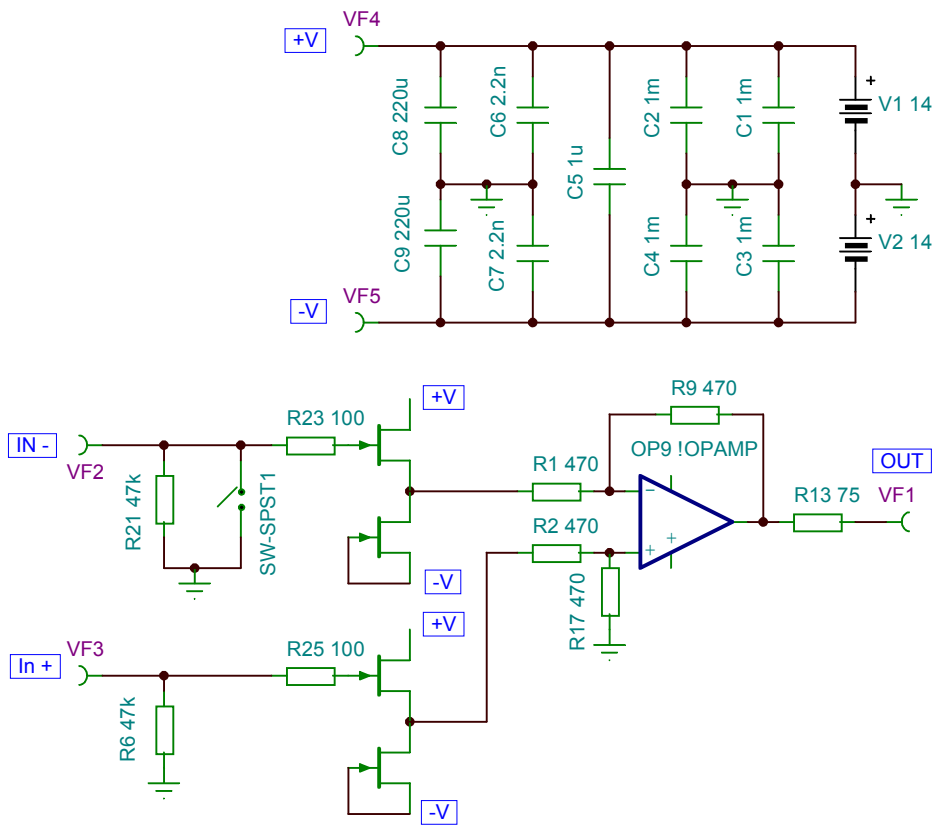 VF4
+V
C8 220u
C6 2.2n
C5 1u
C2 1m
C1 1m
+
V1 14
C9 220u
C7 2.2n
C4 1m
C3 1m
+
V2 14
VF5
-V
R9 470
+V
R23 100
IN -
VF2
R21 47k
SW-SPST1
R1 470
OP9 !OPAMP
OUT
VF1
R13 75
R2 470
-V
R17 470
+V
VF3
In +
R25 100
R6 47k
-V